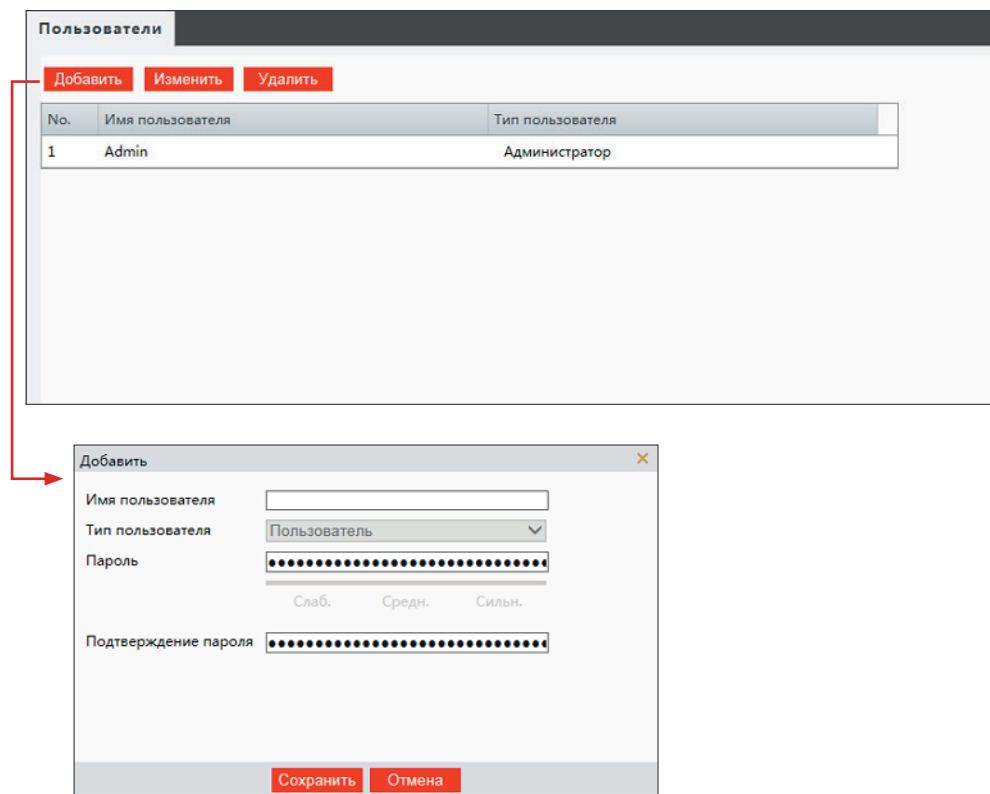 Пользователи
Добавить Изменить Удалить
No. Имя пользователя Тип пользователя
1 Admin Администратор
Добавить
Имя пользователя
Тип пользователя Пользователь
Пароль
Слаб. Средн. Сильн.
Подтверждение пароля
Сохранить Отмена